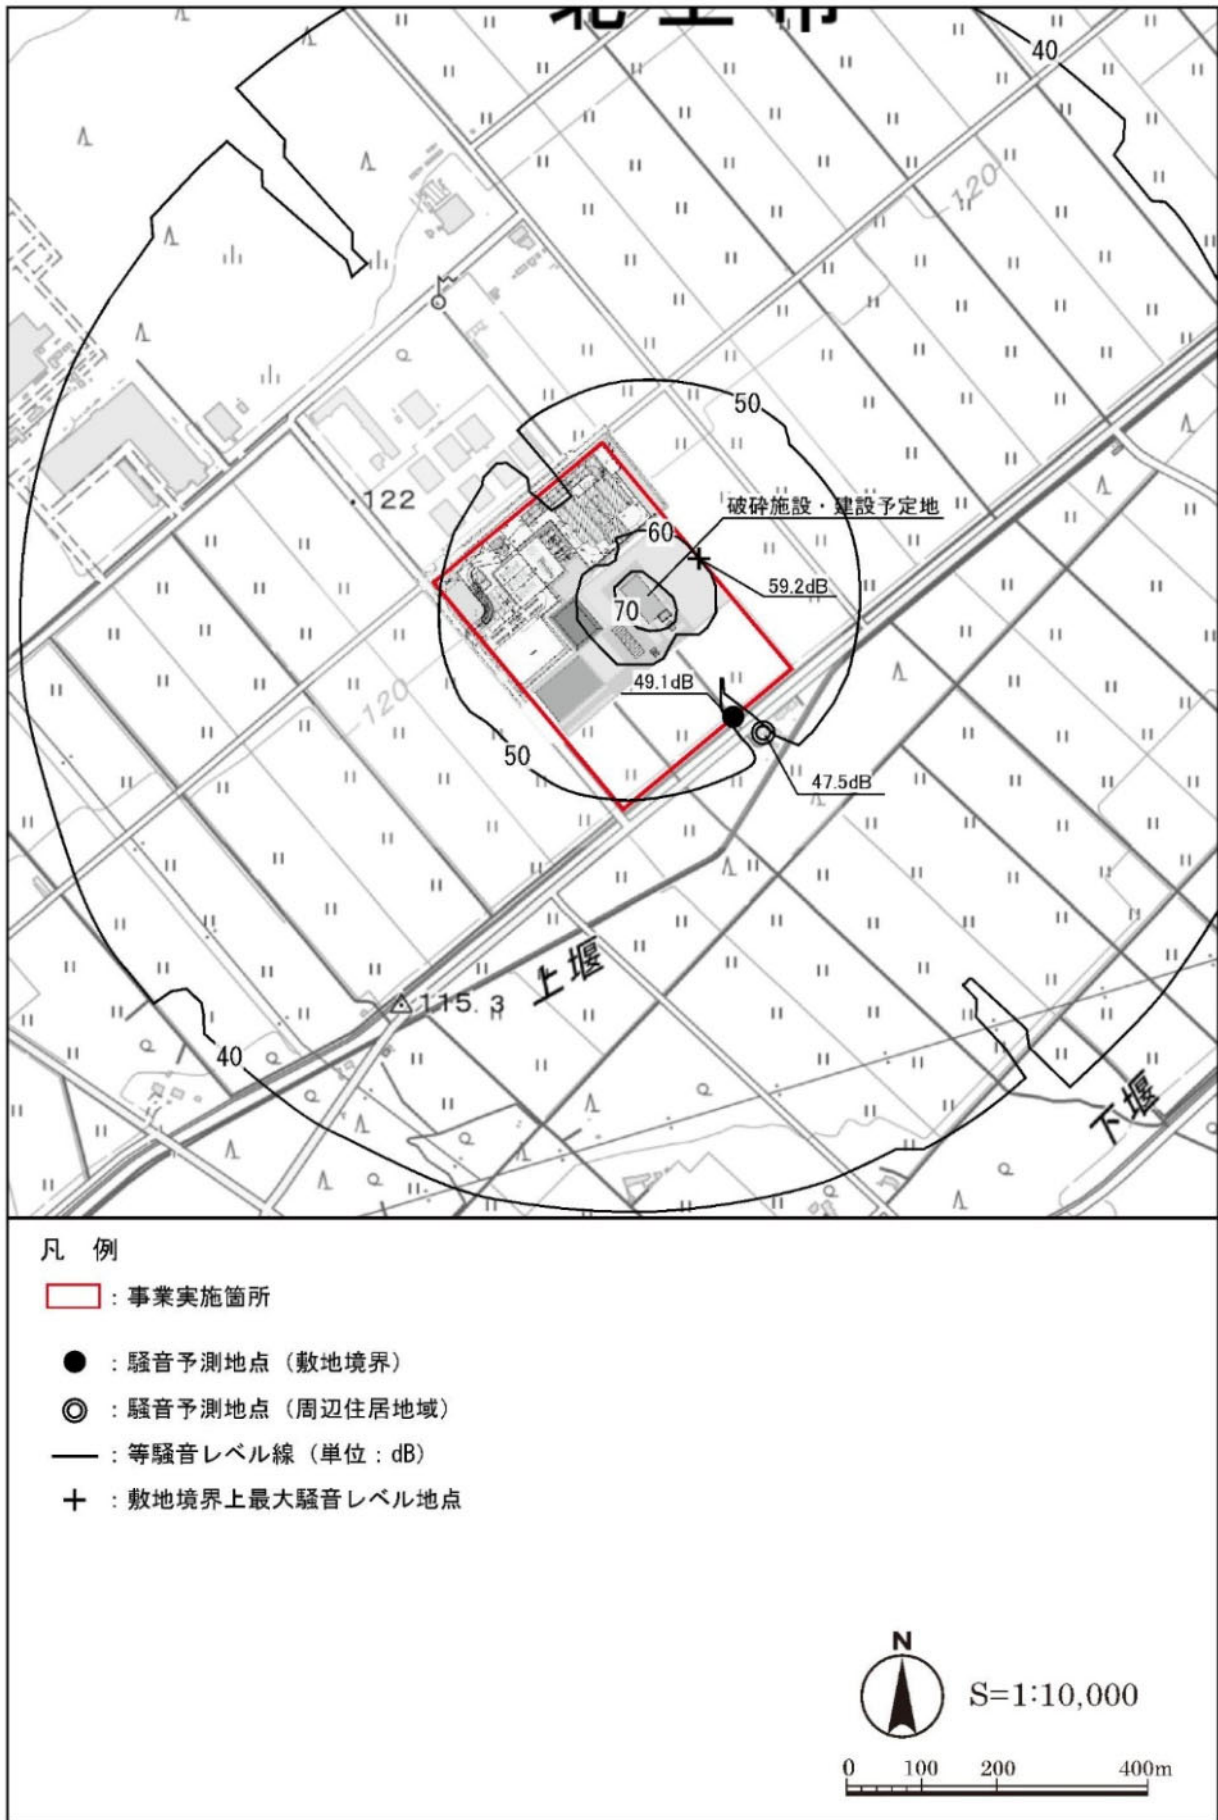 北上市
40
120
50
122
破砕施設・建設予定地
60
59.2dB
70
49.1dB
120
50
47.5dB
上堰
115.3
40
下堰
凡 例
：事業実施箇所
：騒音予測地点（敷地境界）
：騒音予測地点（周辺住居地域）
：等騒音レベル線（単位：dB）
：敷地境界上最大騒音レベル地点
N
S=1:10,000
0 100 200 400m